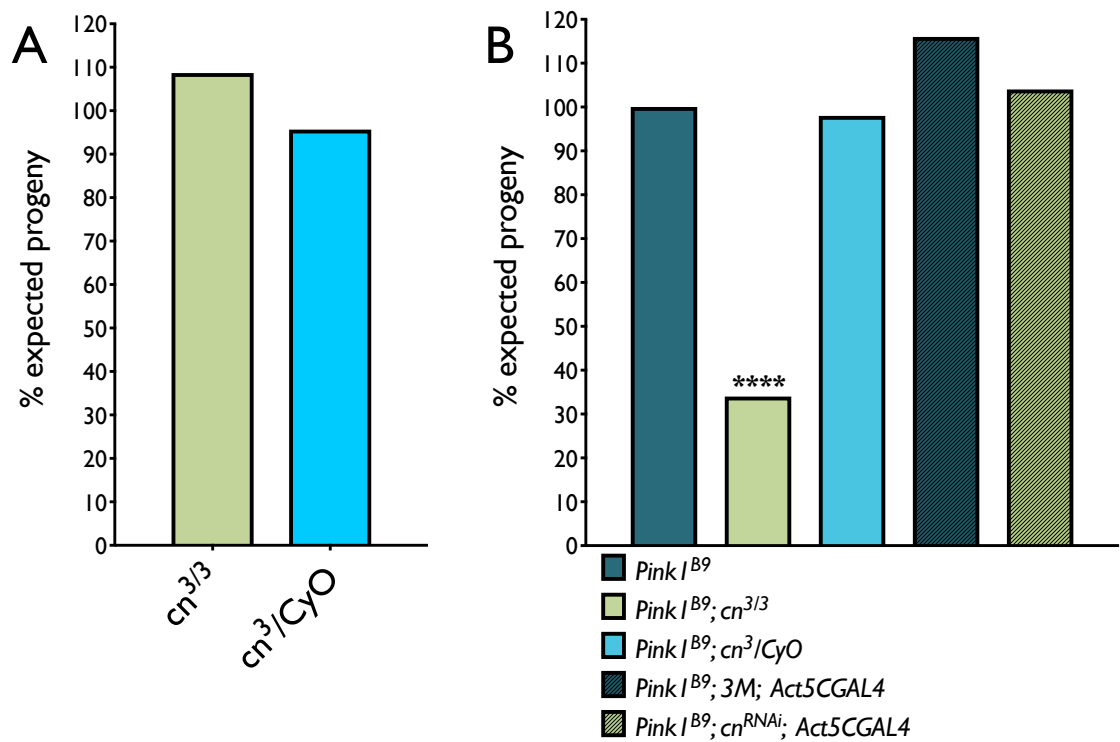 A
% expected progeny
120
110
100
90
80
70
60
50
40
30
20
10
0
cn3/3
cn3/CyO
B
% expected progeny
120
110
100
90
80
70
60
50
40
30
20
10
0
****
Pink1B9
Pink1B9; cn3/3
Pink1B9; cn3/CyO
Pink1B9; 3M; Act5CGAL4
Pink1B9; cnRNAi; Act5CGAL4